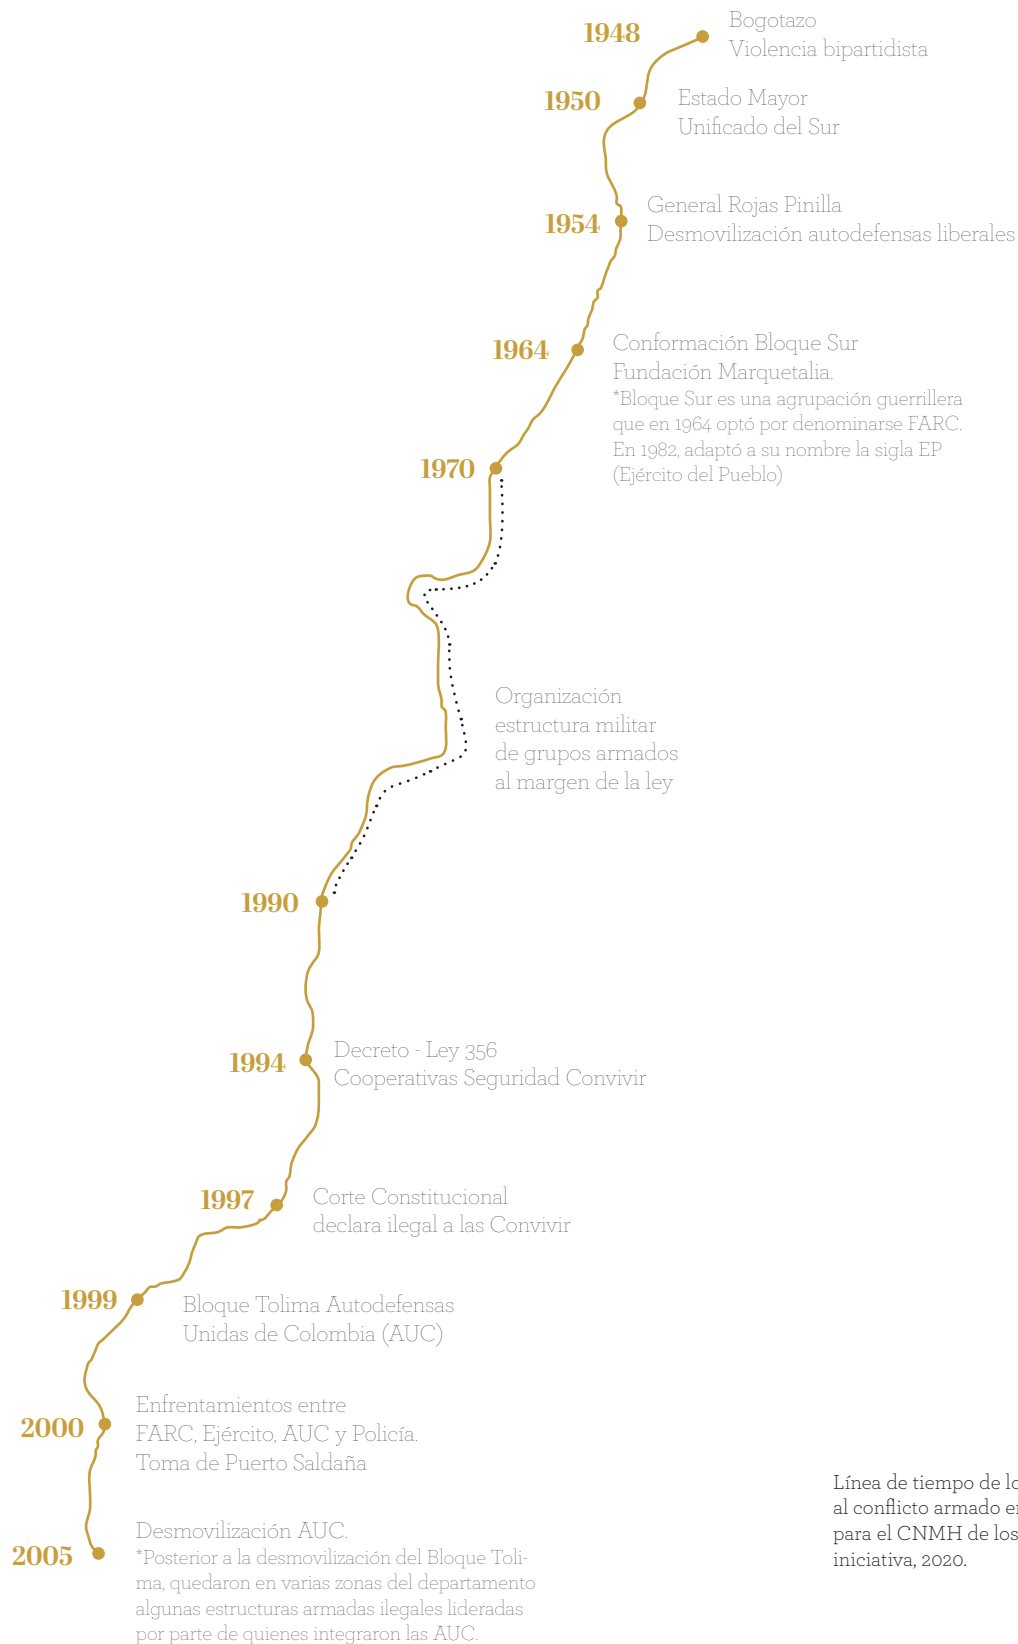 1948
Bogotazo
Violencia bipartidista
1950
Estado Mayor
Unificado del Sur
1954
General Rojas Pinilla
Desmovilización autodefensas liberales
1964
Conformación Bloque Sur
Fundación Marquetalia.
*Bloque Sur es una agrupación guerrillera
que en 1964 optó por denominarse FARC.
En 1982, adaptó a su nombre la sigla EP
(Ejército del Pueblo)
1970
Organización
estructura militar
de grupos armados
al margen de la ley
1990
1994
Decreto - Ley 356
Cooperativas Seguridad Convivir
1997
Corte Constitucional
declara ilegal a las Convivir
1999
Bloque Tolima Autodefensas
Unidas de Colombia (AUC)
2000
Enfrentamientos entre
FARC, Ejército, AUC y Policía.
Toma de Puerto Saldaña
2005
Desmovilización AUC.
*Posterior a la desmovilización del Bloque Toli-
ma, quedaron en varias zonas del departamento
algunas estructuras armadas ilegales lideradas
por parte de quienes integraron las AUC.
Línea de tiempo de
al conflicto armado
para el CNMH de los
iniciativa, 2020.